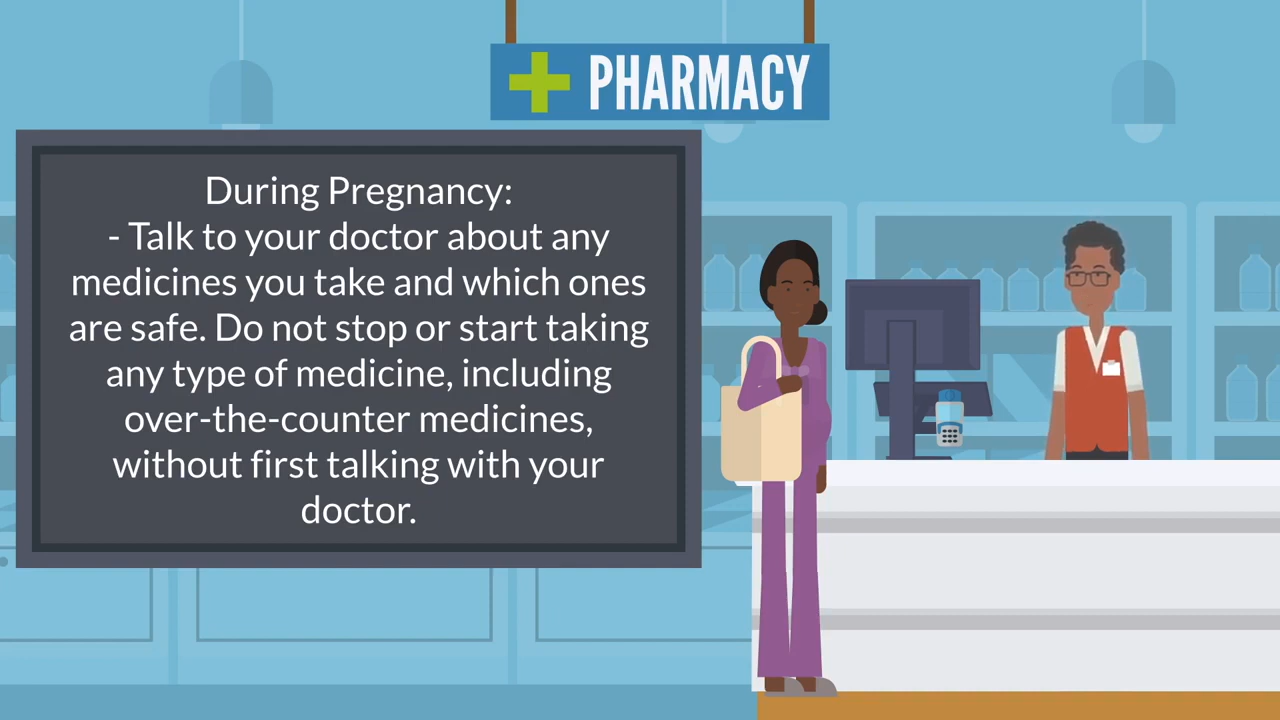 PHARMACY
During Pregnancy:
- Talk to your doctor about any
medicines you take and which ones
are safe. Do not stop or start taking
any type of medicine, including
over-the-counter medicines,
without first talking with your
doctor.